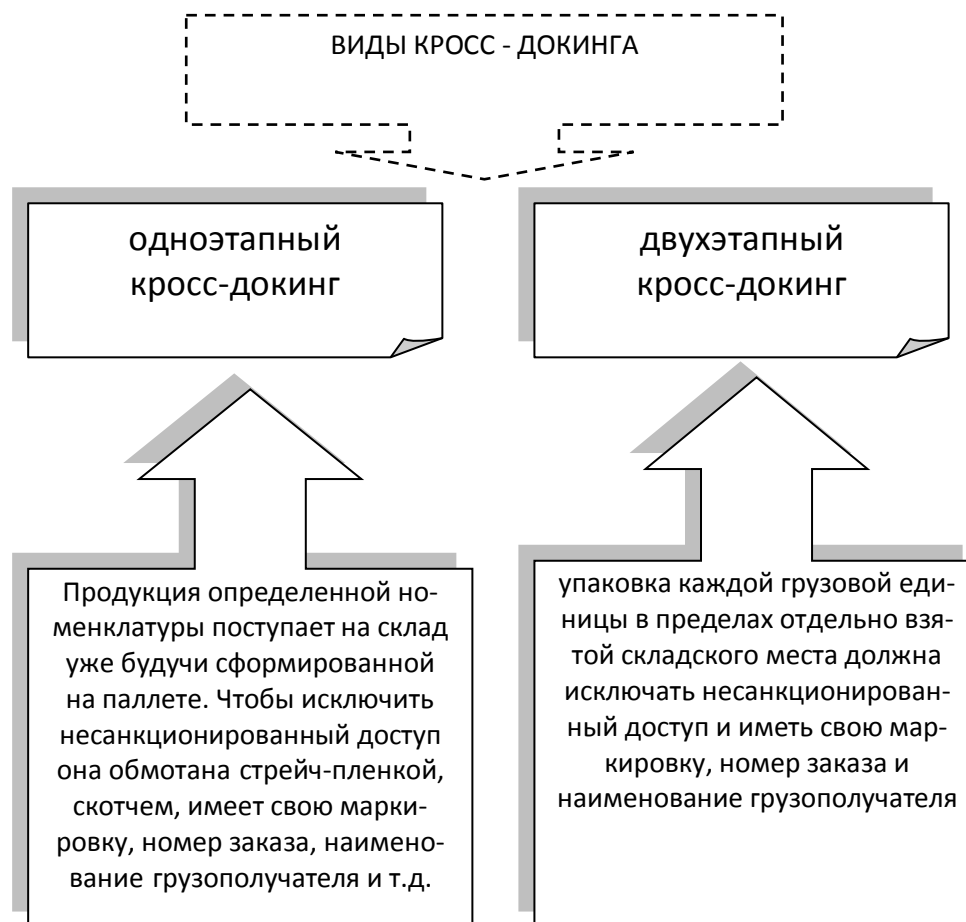 ВИДЫ КРОСС - ДОКИНГА
одноэтапный
кросс-докинг
двухэтапный
кросс-докинг
Продукция определенной но-
менклатуры поступает на склад
уже будучи сформированной
на паллете. Чтобы исключить
несанкционированный доступ
она обмотана стрейч-пленкой,
скотчем, имеет свою марки-
ровку, номер заказа, наимено-
вание грузополучателя и т.д.
упаковка каждой грузовой еди-
ницы в пределах отдельно взя-
той складского места должна
исключать несанкционирован-
ный доступ и иметь свою мар-
кировку, номер заказа и
наименование грузополучателя